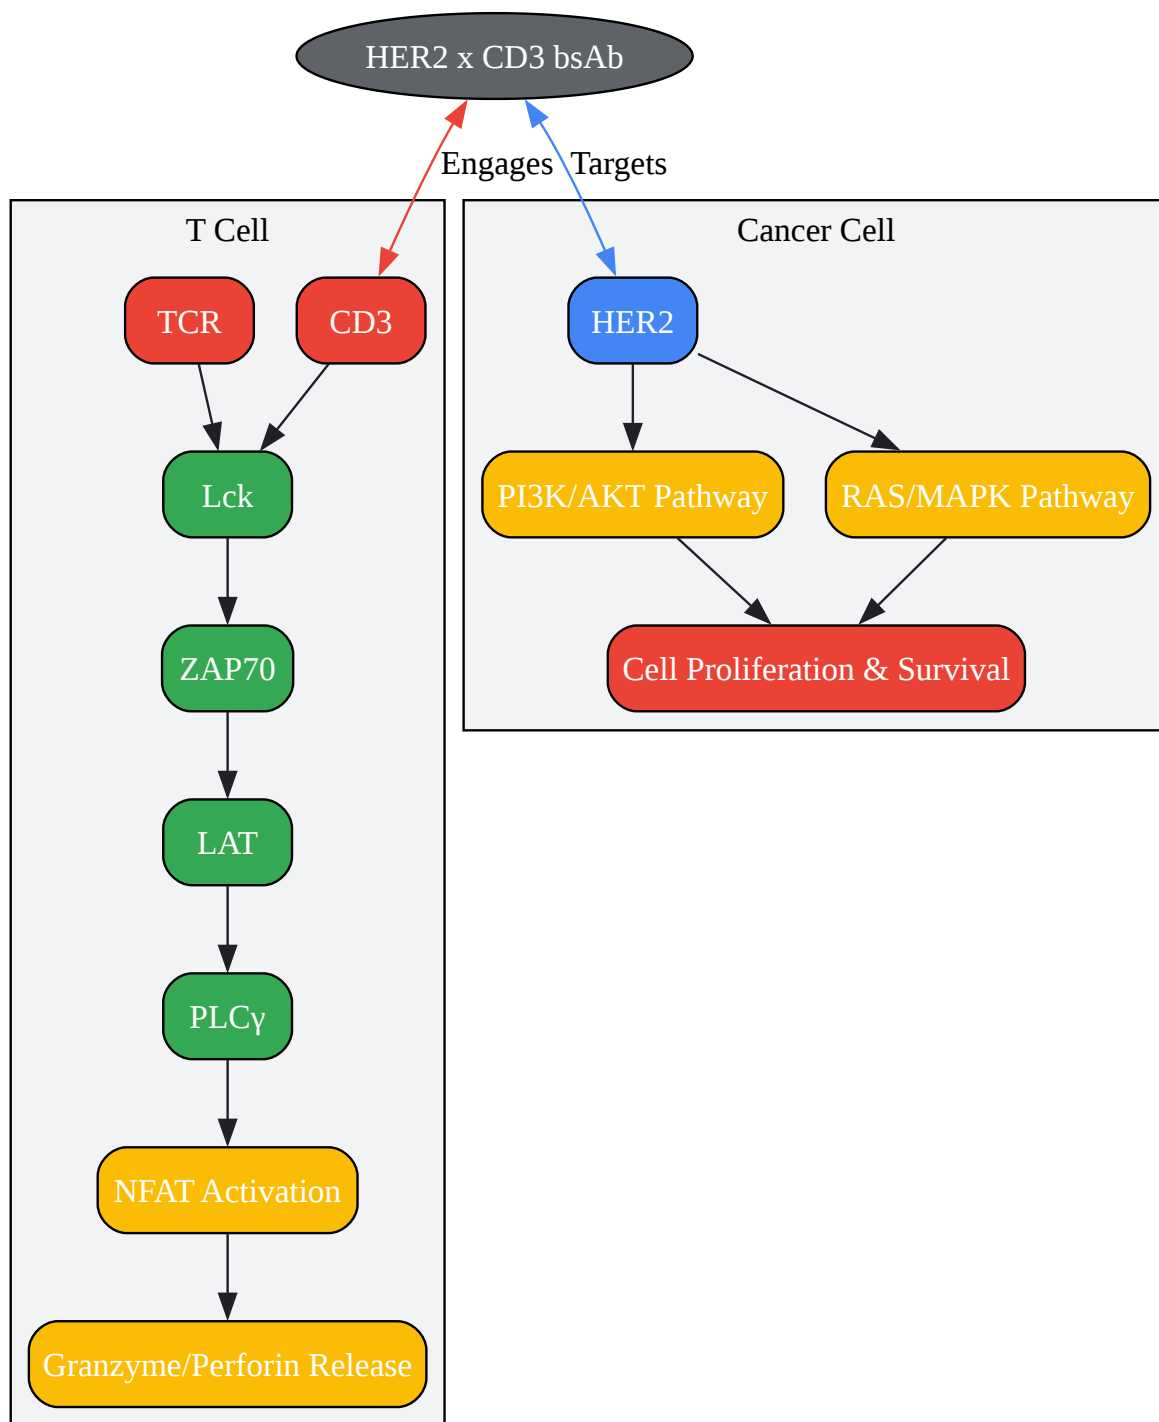 HER2 x CD3 bsAb
Engages
Targets
T Cell
Cancer Cell
TCR
CD3
HER2
Lck
PI3K/AKT Pathway
RAS/MAPK Pathway
ZAP70
Cell Proliferation & Survival
LAT
PLCγ
NFAT Activation
Granzyme/Perforin Release